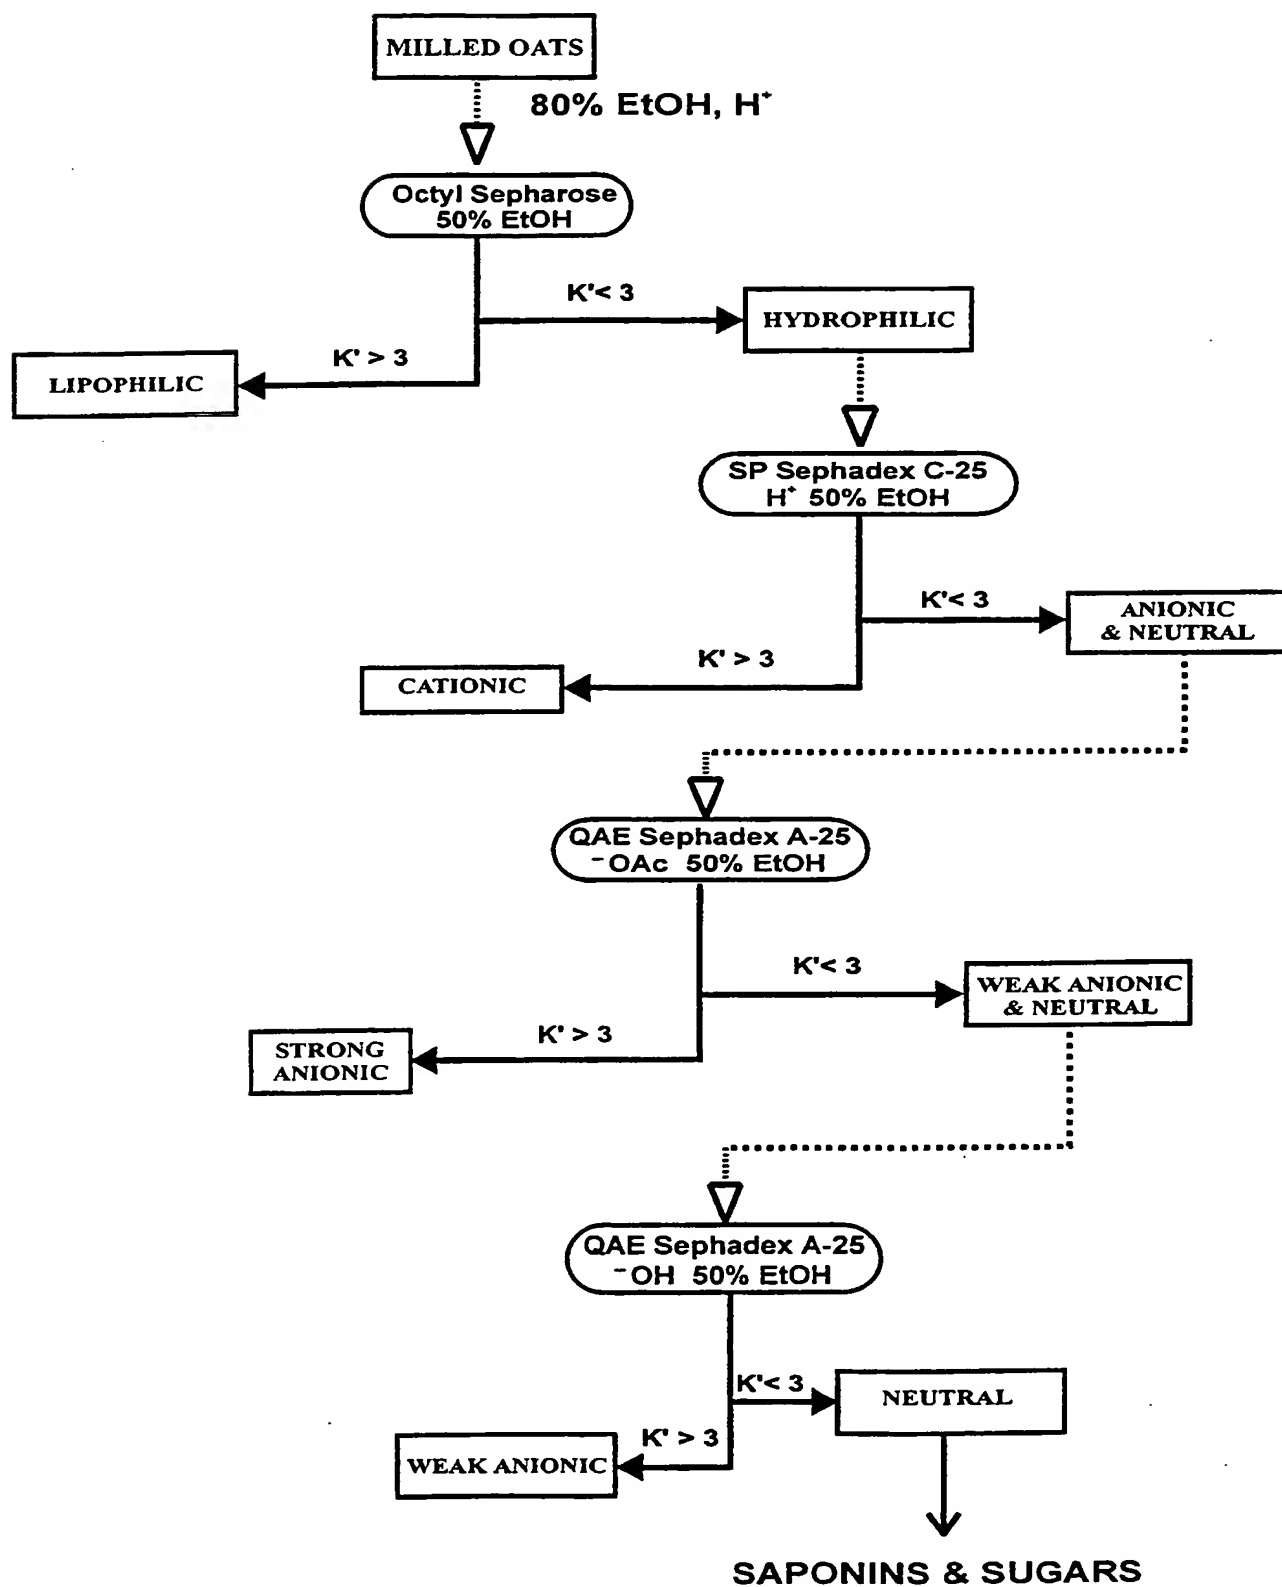 MILLED OATS
80% EtOH, H⁺
Octyl Sepharose
50% EtOH
K'< 3
HYDROPHILIC
K' > 3
LIPOPHILIC
SP Sephadex C-25
H⁺ 50% EtOH
K'< 3
ANIONIC
& NEUTRAL
K' > 3
CATIONIC
QAE Sephadex A-25
⁻OAc 50% EtOH
K'< 3
WEAK ANIONIC
& NEUTRAL
K' > 3
STRONG
ANIONIC
QAE Sephadex A-25
⁻OH 50% EtOH
K'< 3
NEUTRAL
K' > 3
WEAK ANIONIC
SAPONINS & SUGARS